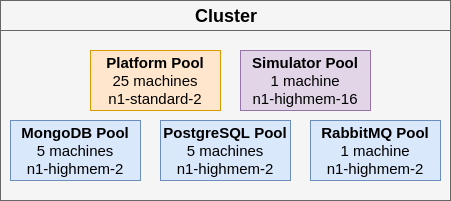 Cluster
Platform Pool
25 machines
n1-standard-2
Simulator Pool
1 machine
n1-highmem-16
MongoDB Pool
5 machines
n1-highmem-2
PostgreSQL Pool
5 machines
n1-highmem-2
RabbitMQ Pool
1 machine
n1-highmem-2